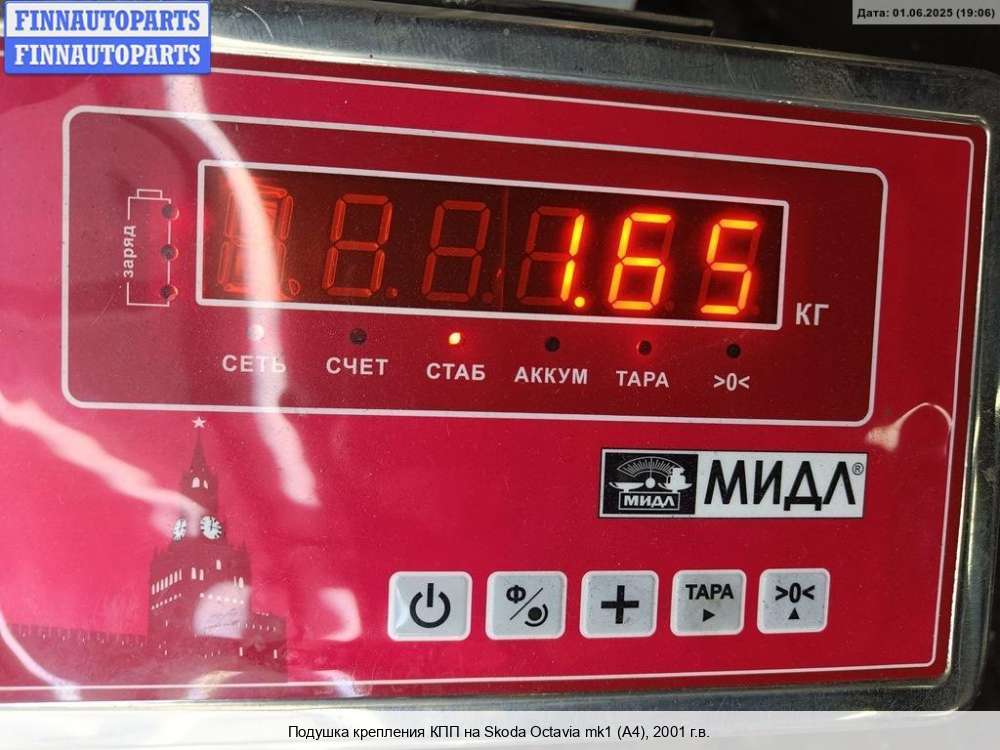 FINNAUTOPARTS
FINNAUTOPARTS
Дата: 01.06.2025 (19:06)
заряд
1.65
КГ
СЕТЬ СЧЕТ СТАБ АККУМ ТАРА >0<
МИДЛ МИДЛ®
Ф/ + ТАРА >0<
Подушка крепления КПП на Skoda Octavia mk1 (A4), 2001 г.в.